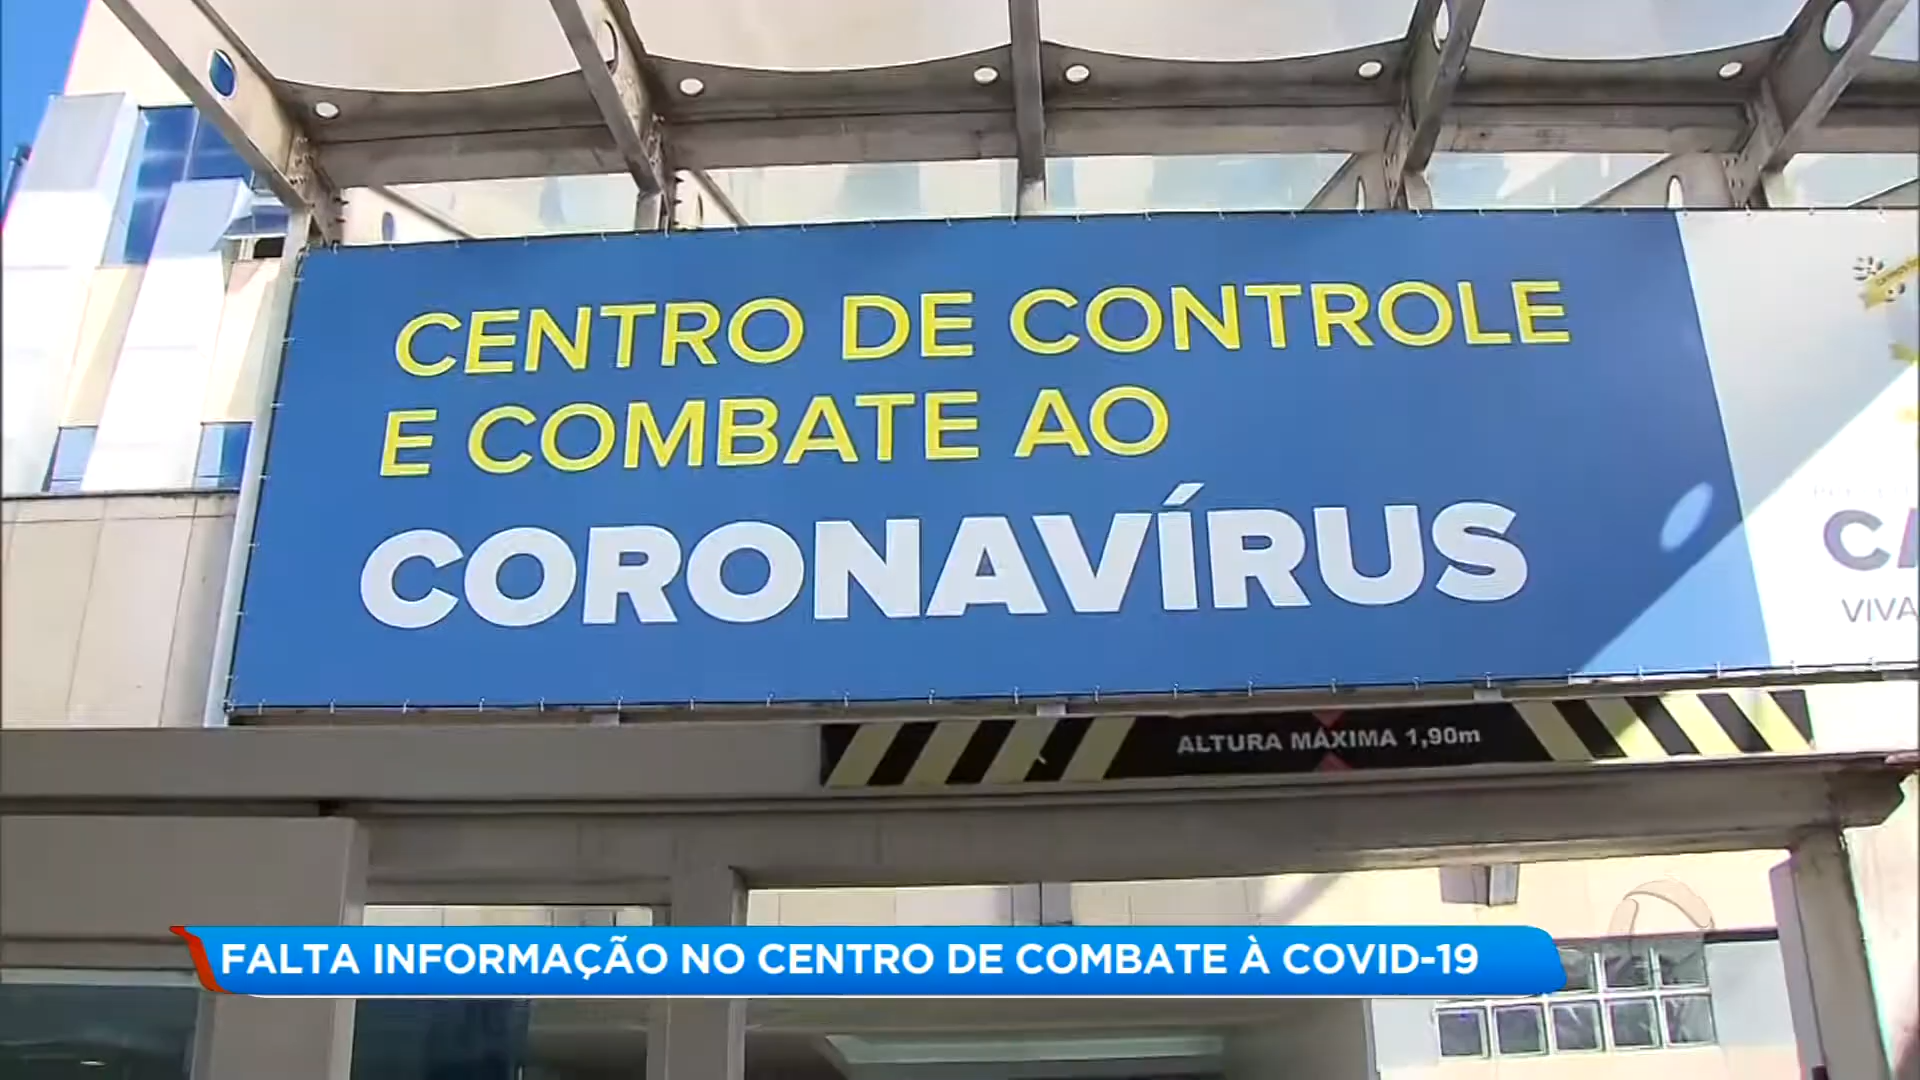 CENTRO DE CONTROLE
E COMBATE AO
CORONAVÍRUS
VIVA
ALTURA MÁXIMA 1,90m
FALTA INFORMAÇÃO NO CENTRO DE COMBATE À COVID-19